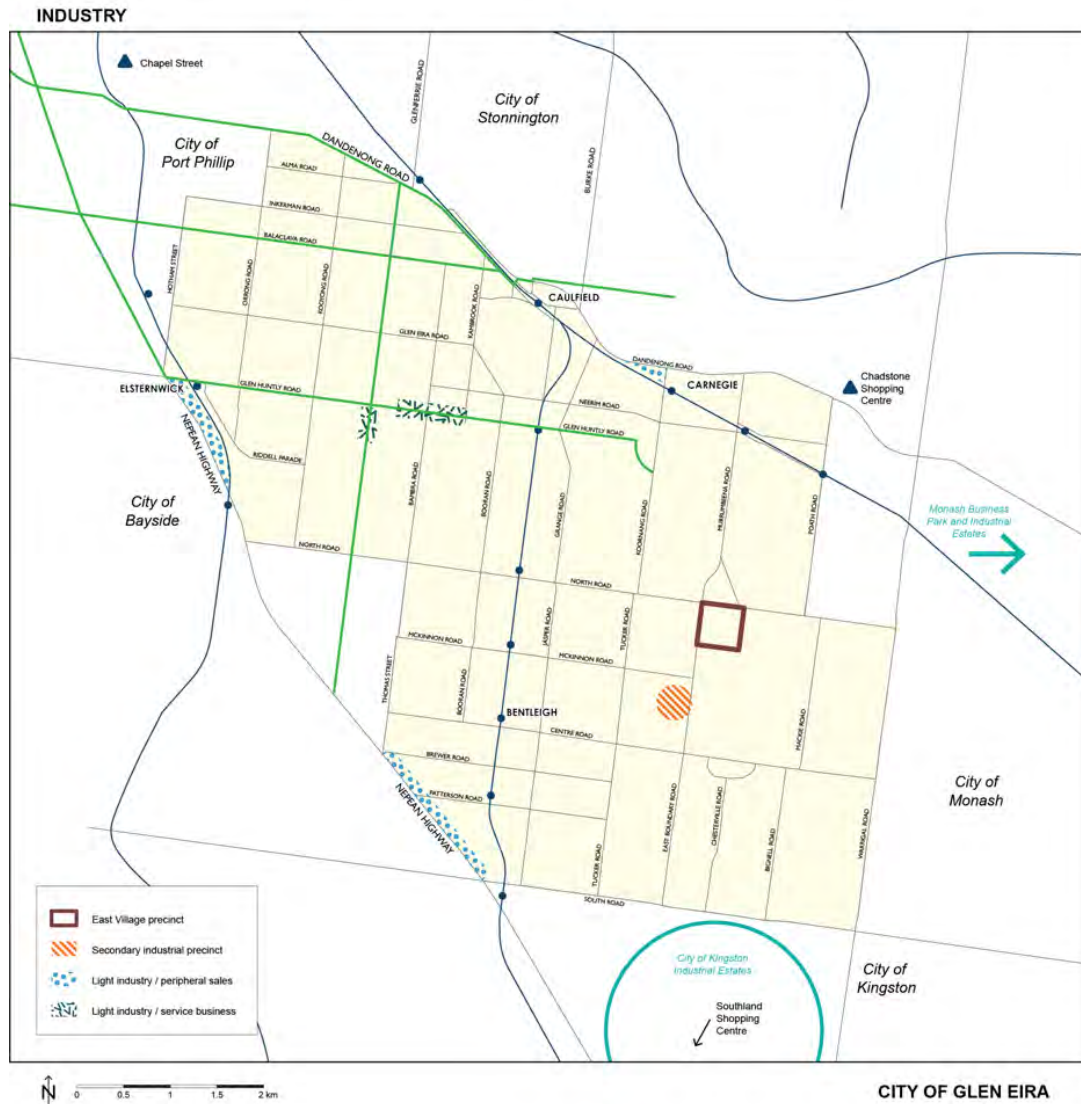 INDUSTRY
Chapel Street
City of
Port Phillip
City of
Stonnington
GLENFERRIE ROAD
DANDENONG ROAD
BURKE ROAD
ALMA ROAD
INKERMAN ROAD
BALACLAVA ROAD
HOTHAM STREET
ORRONG ROAD
KOOYONG ROAD
KAMBROOK ROAD
CAULFIELD
GLEN EIRA ROAD
DANDENONG ROAD
CARNEGIE
Chadstone
Shopping
Centre
ELSTERNWICK
GLEN HUNTLY ROAD
NEERIM ROAD
GLEN HUNTLY ROAD
NEPEAN HIGHWAY
RIDDELL PARADE
City of
Bayside
BAMBRA ROAD
BOORAN ROAD
GRANGE ROAD
KOORNANG ROAD
MURRUMBEENA ROAD
POATH ROAD
Monash Business
Park and Industrial
Estates
NORTH ROAD
NORTH ROAD
MCKINNON ROAD
JASPER ROAD
TUCKER ROAD
MCKINNON ROAD
THOMAS STREET
BOORAN ROAD
BENTLEIGH
CENTRE ROAD
MACKIE ROAD
BREWER ROAD
PATTERSON ROAD
NEPEAN HIGHWAY
TUCKER ROAD
EAST BOUNDARY ROAD
CHESTERVILLE ROAD
BIGNELL ROAD
WARRIGAL ROAD
City of
Monash
SOUTH ROAD
City of Kingston
Industrial Estates
City of
Kingston
Southland
Shopping
Centre
East Village precinct
Secondary industrial precinct
Light industry / peripheral sales
Light industry / service business
N
0 0.5 1 1.5 2 km
CITY OF GLEN EIRA